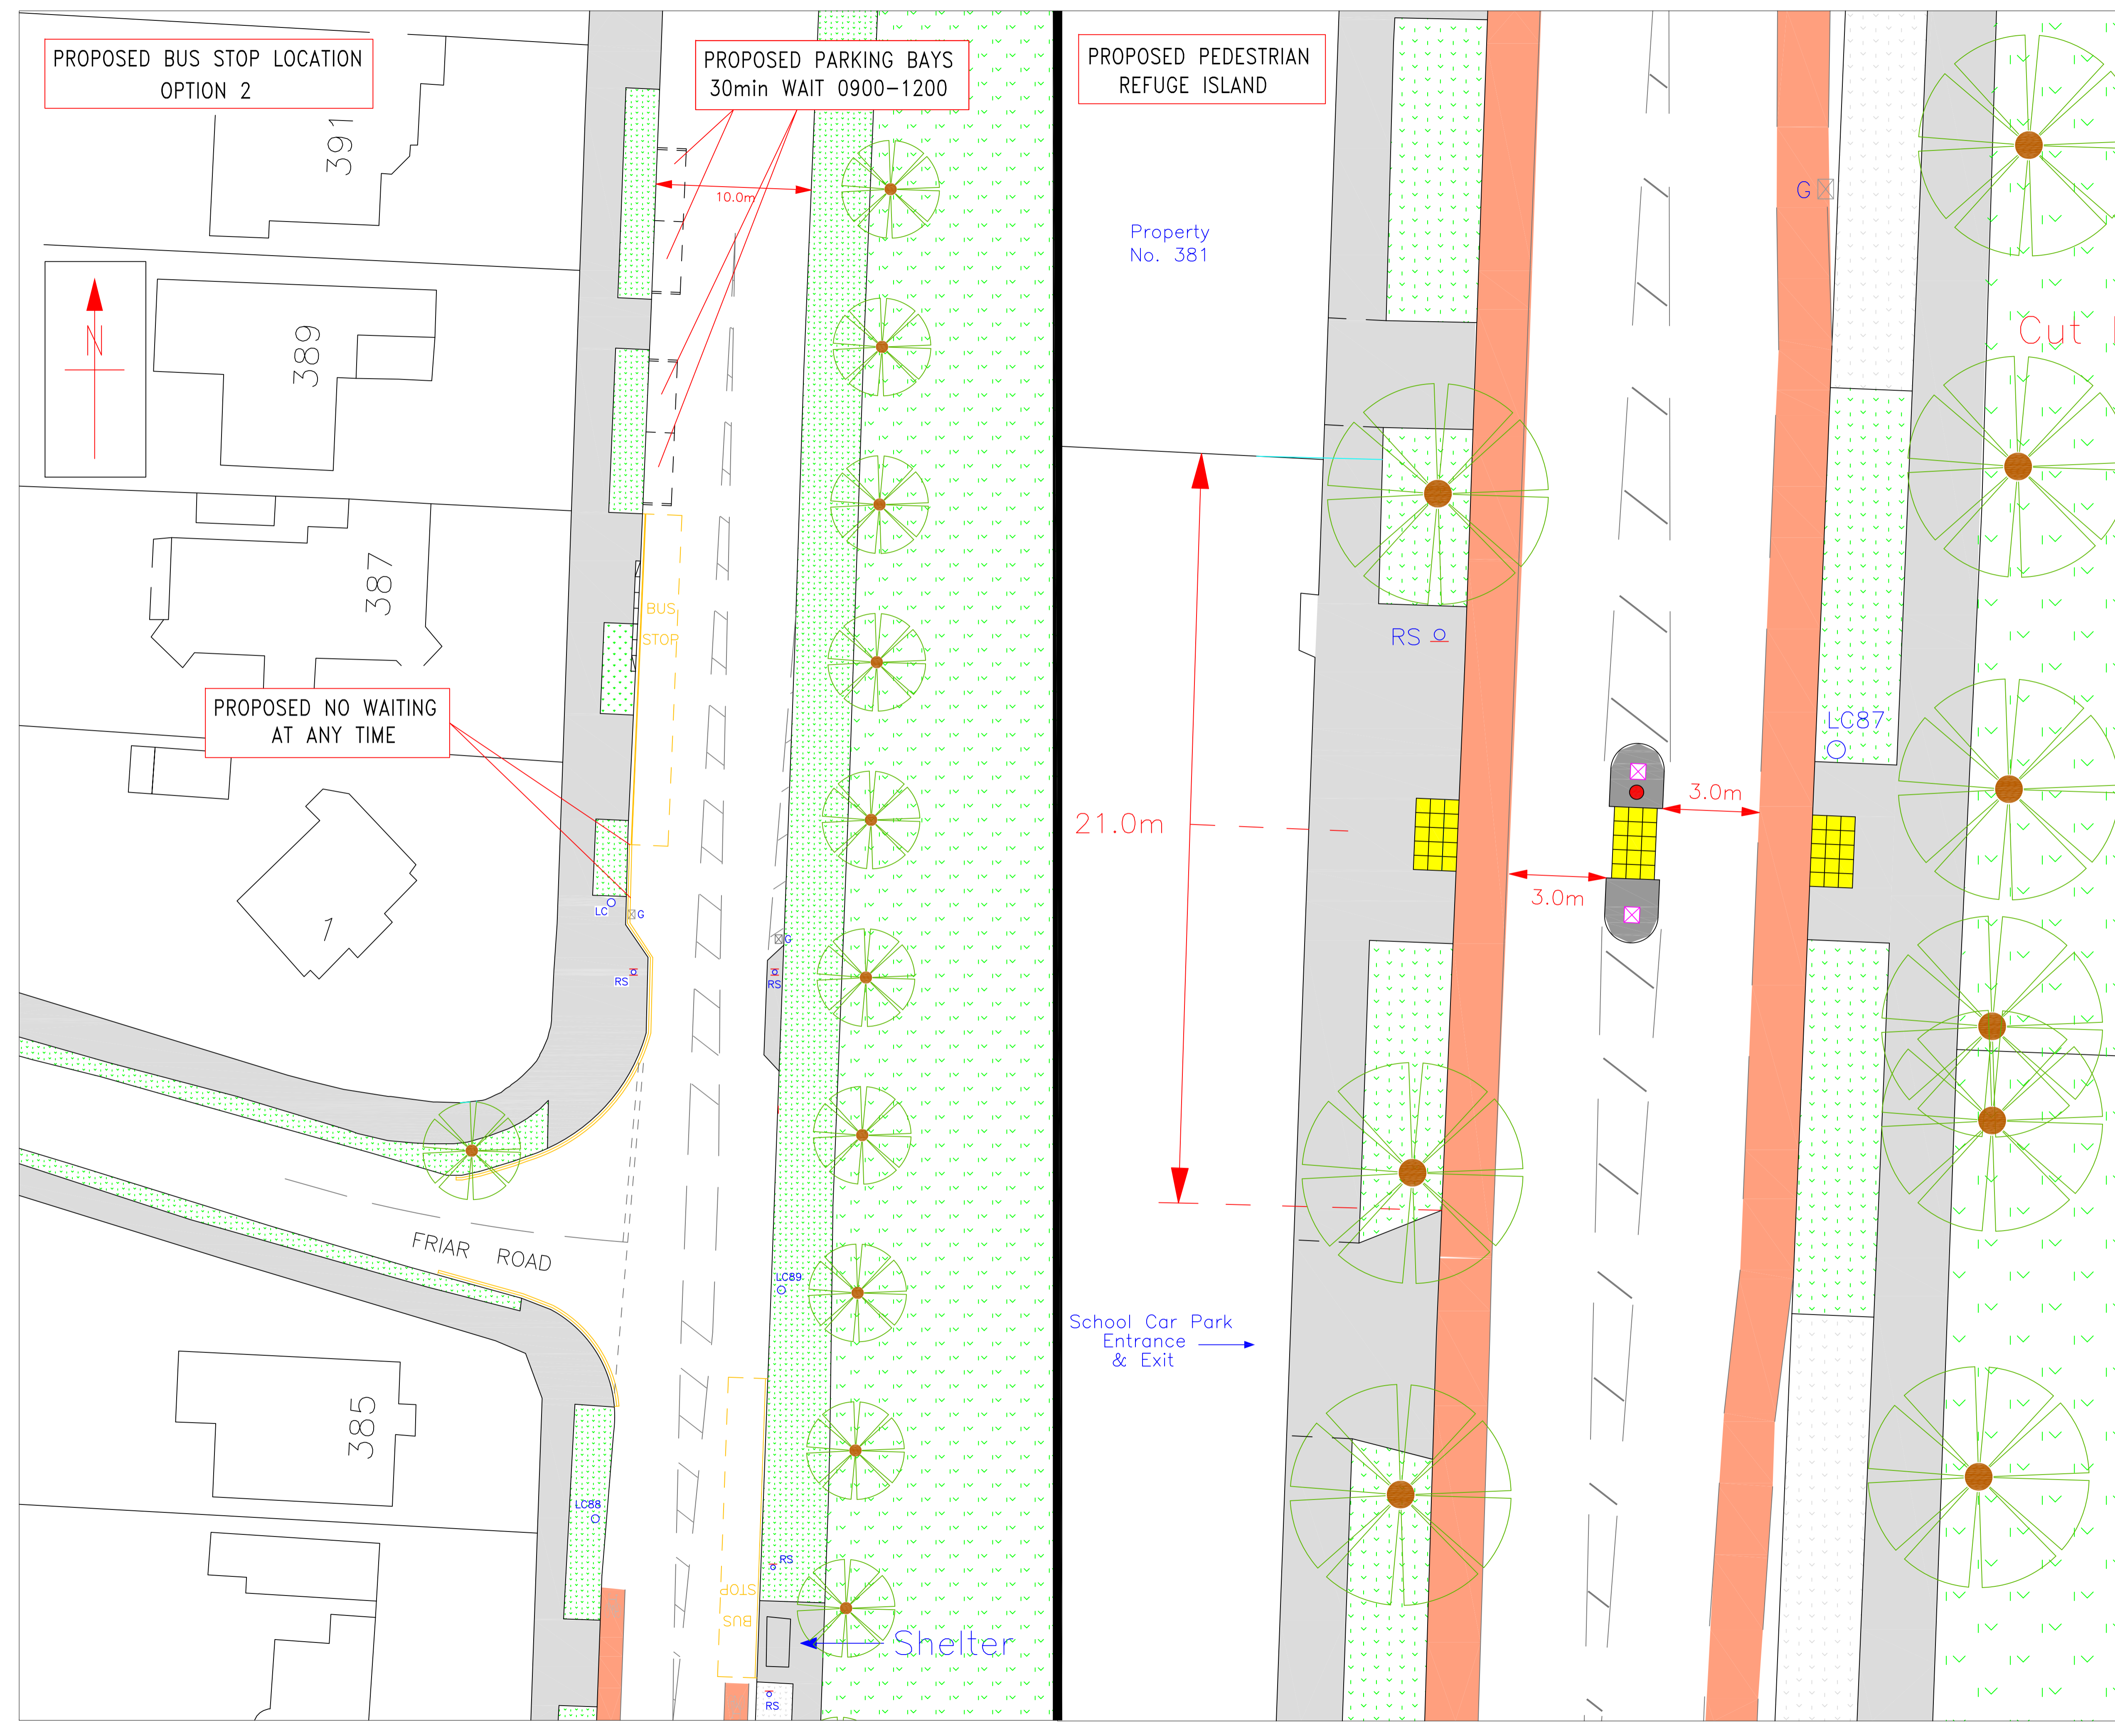 PROPOSED BUS STOP LOCATION
OPTION 2
PROPOSED PARKING BAYS
30min WAIT 0900-1200
391
10.0m
N
389
387
BUS
STOP
PROPOSED NO WAITING
AT ANY TIME
1
LC
G
G
RS
RS
FRIAR ROAD
LC89
385
LC88
RS
STOP
BUS
Shelter
RS
PROPOSED PEDESTRIAN
REFUGE ISLAND
G
Property
No. 381
Cut
RS
LC87
3.0m
21.0m
3.0m
School Car Park
Entrance
& Exit